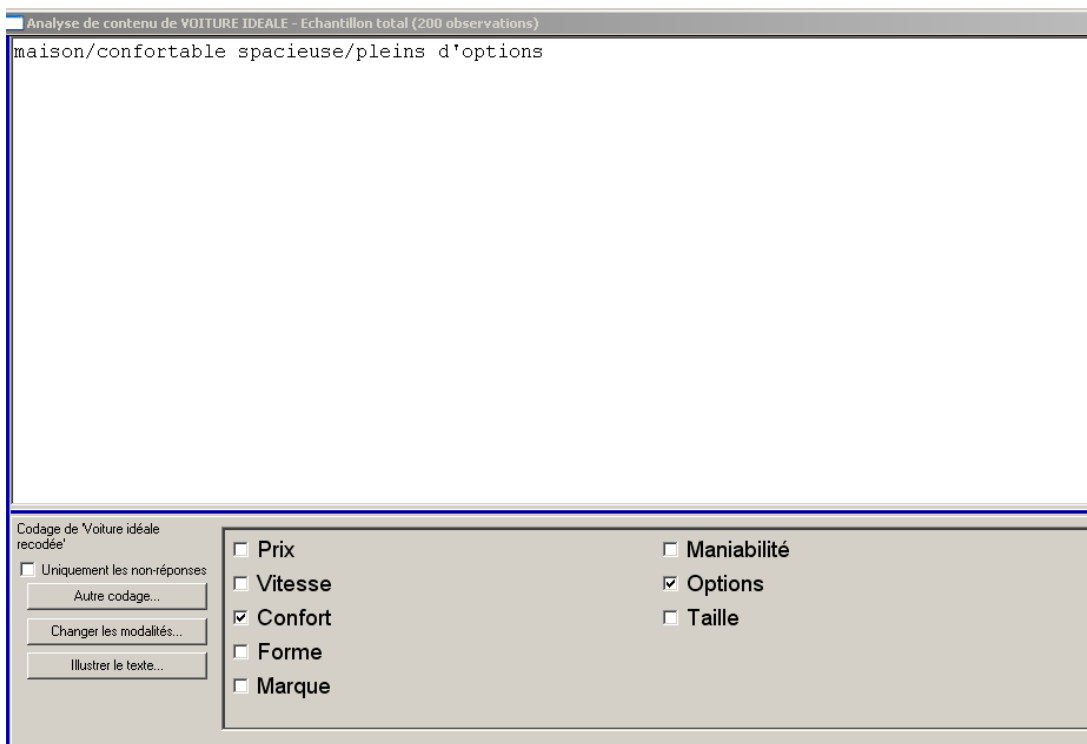 Analyse de contenu de VOITURE IDEALE - Echantillon total (200 observations)
maison/confortable spacieuse/pleins d'options
Codage de 'Voiture idéale
recodée'
Uniquement les non-réponses
Autre codage...
Changer les modalités...
Illustrer le texte...
Prix
Vitesse
Confort
Forme
Marque
Maniabilité
Options
Taille